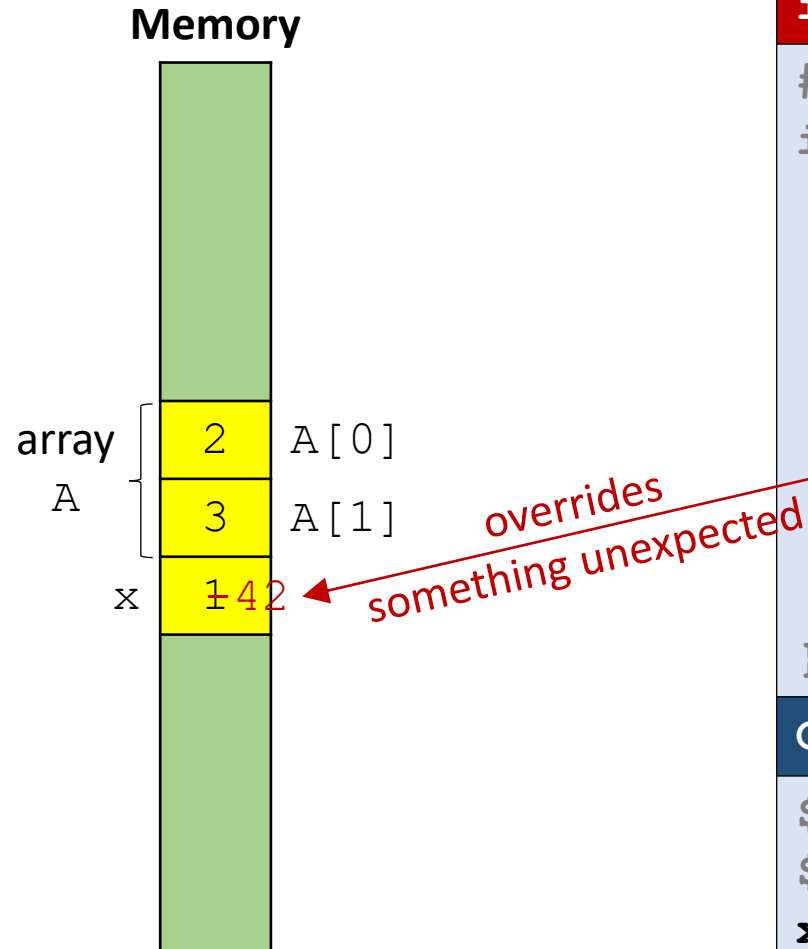 Memory
array
A
2 A[0]
3 A[1]
x 1 42
overrides
something unexpected
$
$